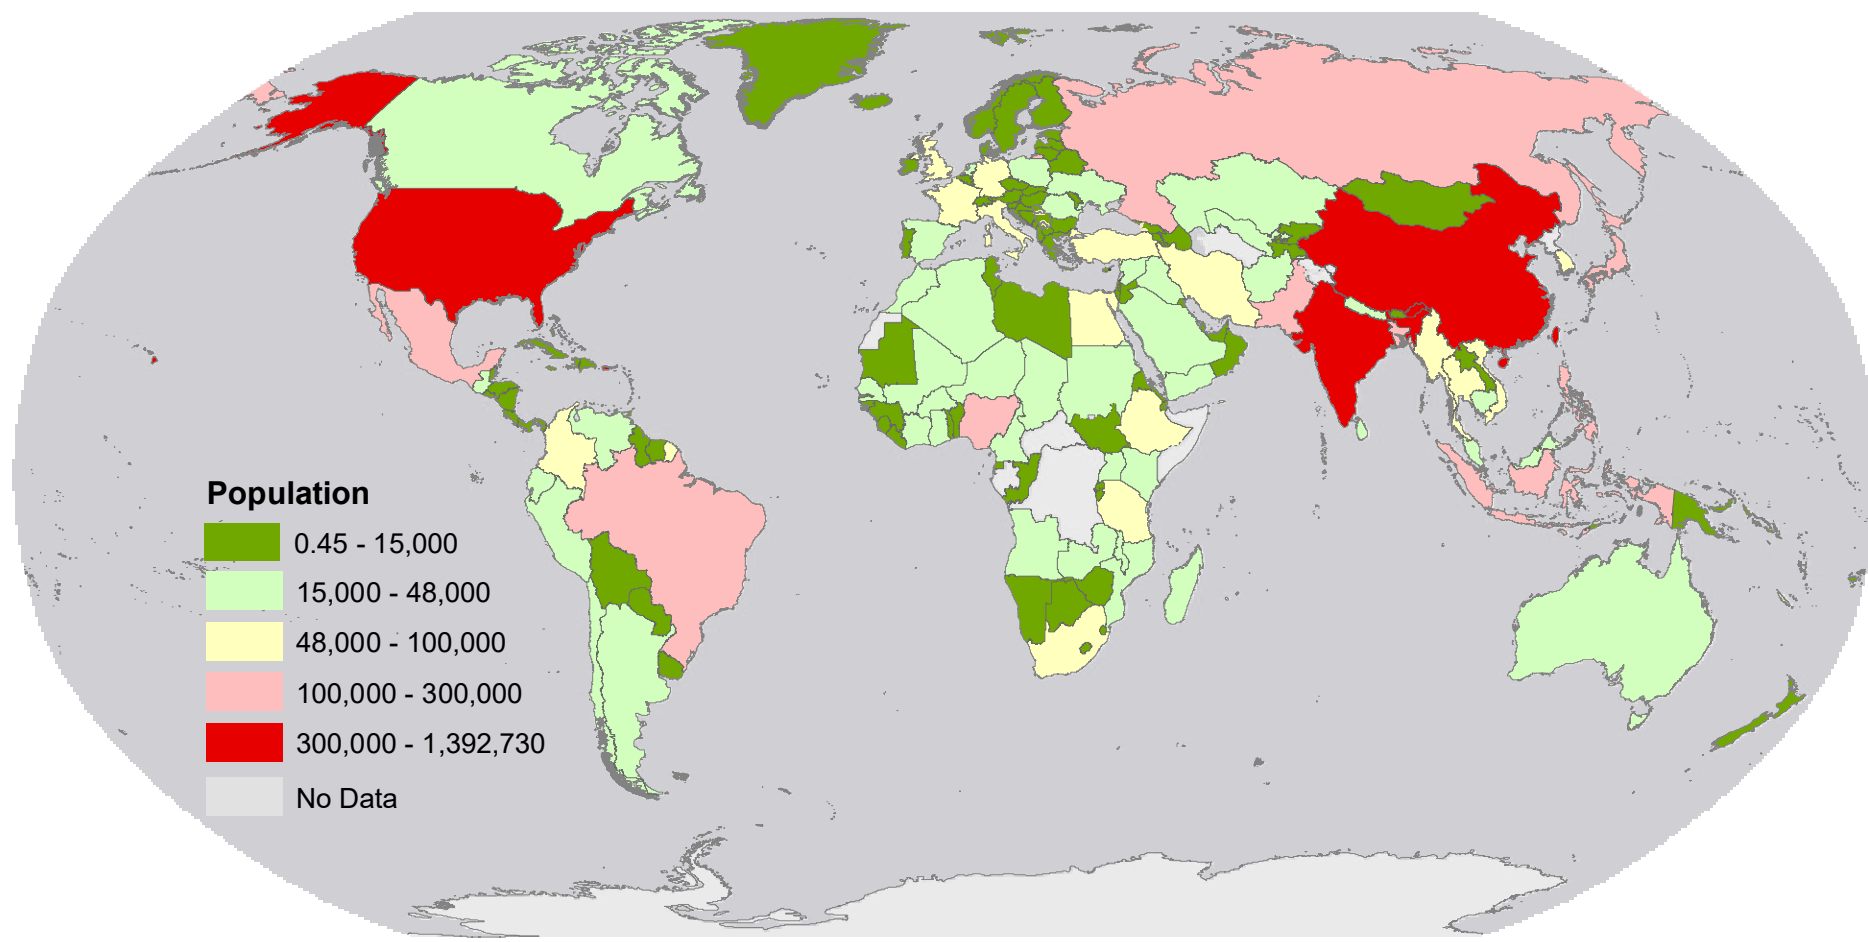 Population
0.45 - 15,000
15,000 - 48,000
48,000 - 100,000
100,000 - 300,000
300,000 - 1,392,730
No Data